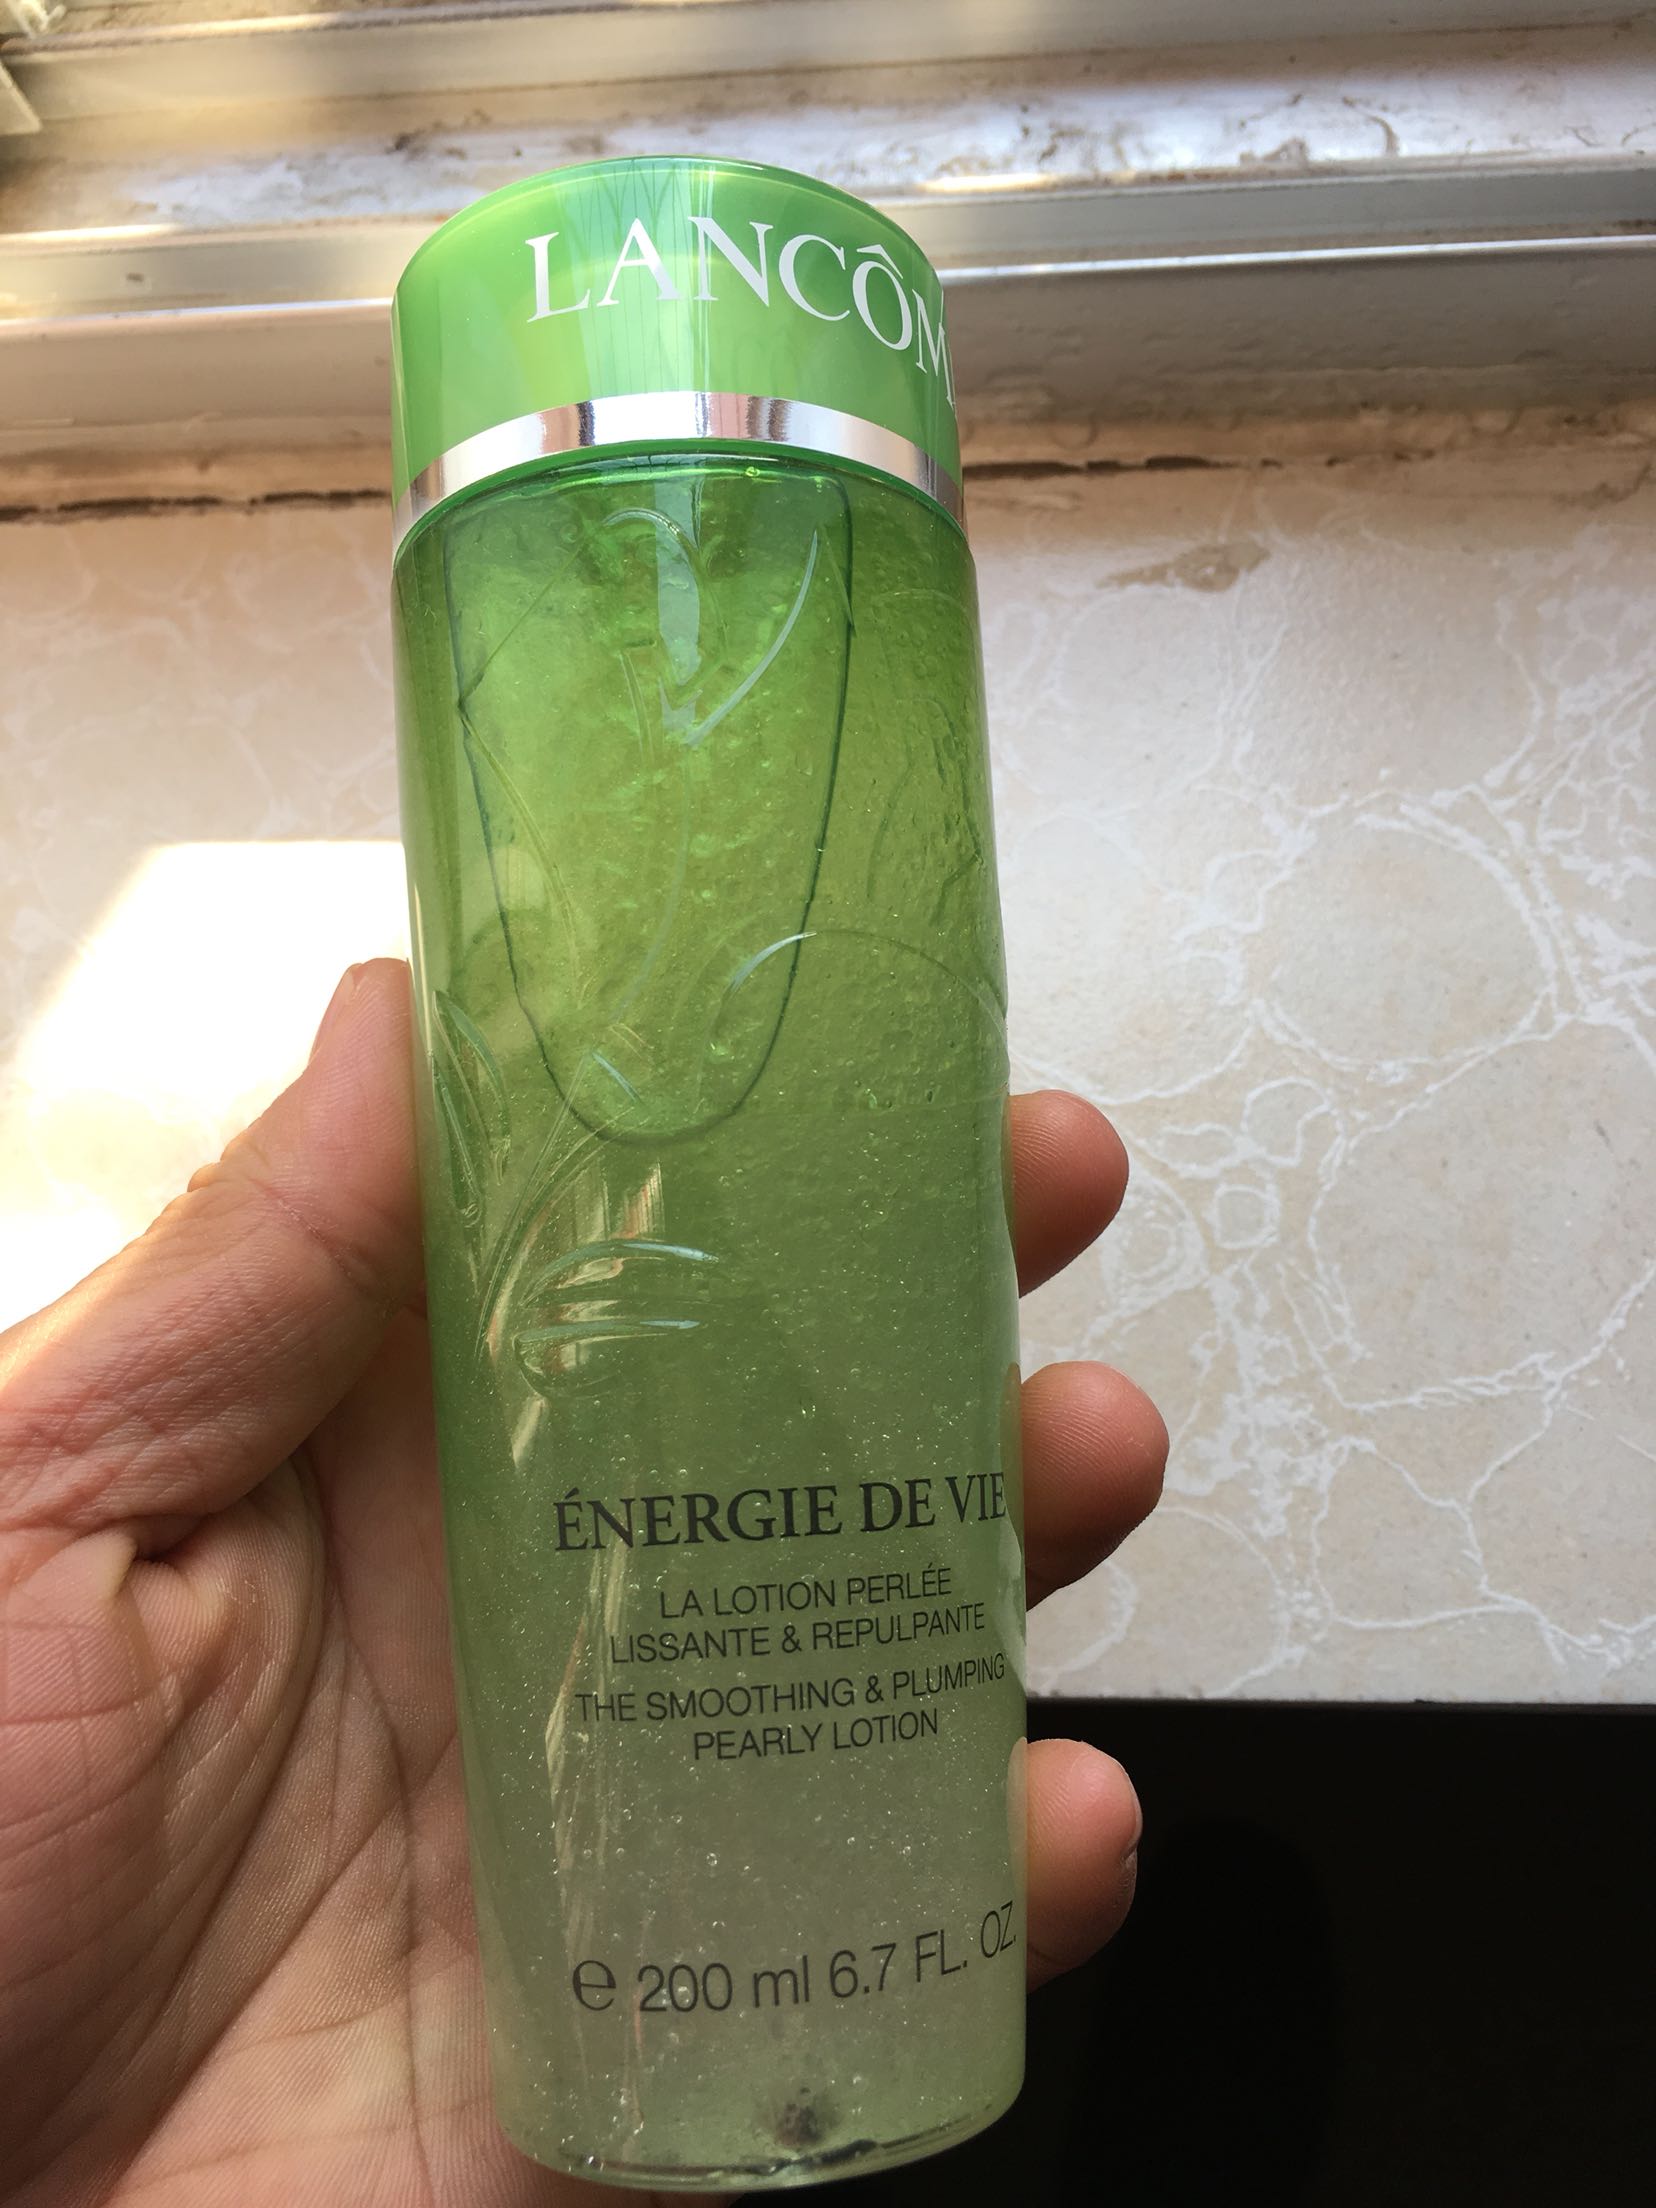 LANCÔM
ÉNERGIE DE VIE
LA LOTION PERLÉE
LISSANTE & REPULPANTE
THE SMOOTHING & PLUMPING
PEARLY LOTION
e 200 ml 6.7 FL. OZ.